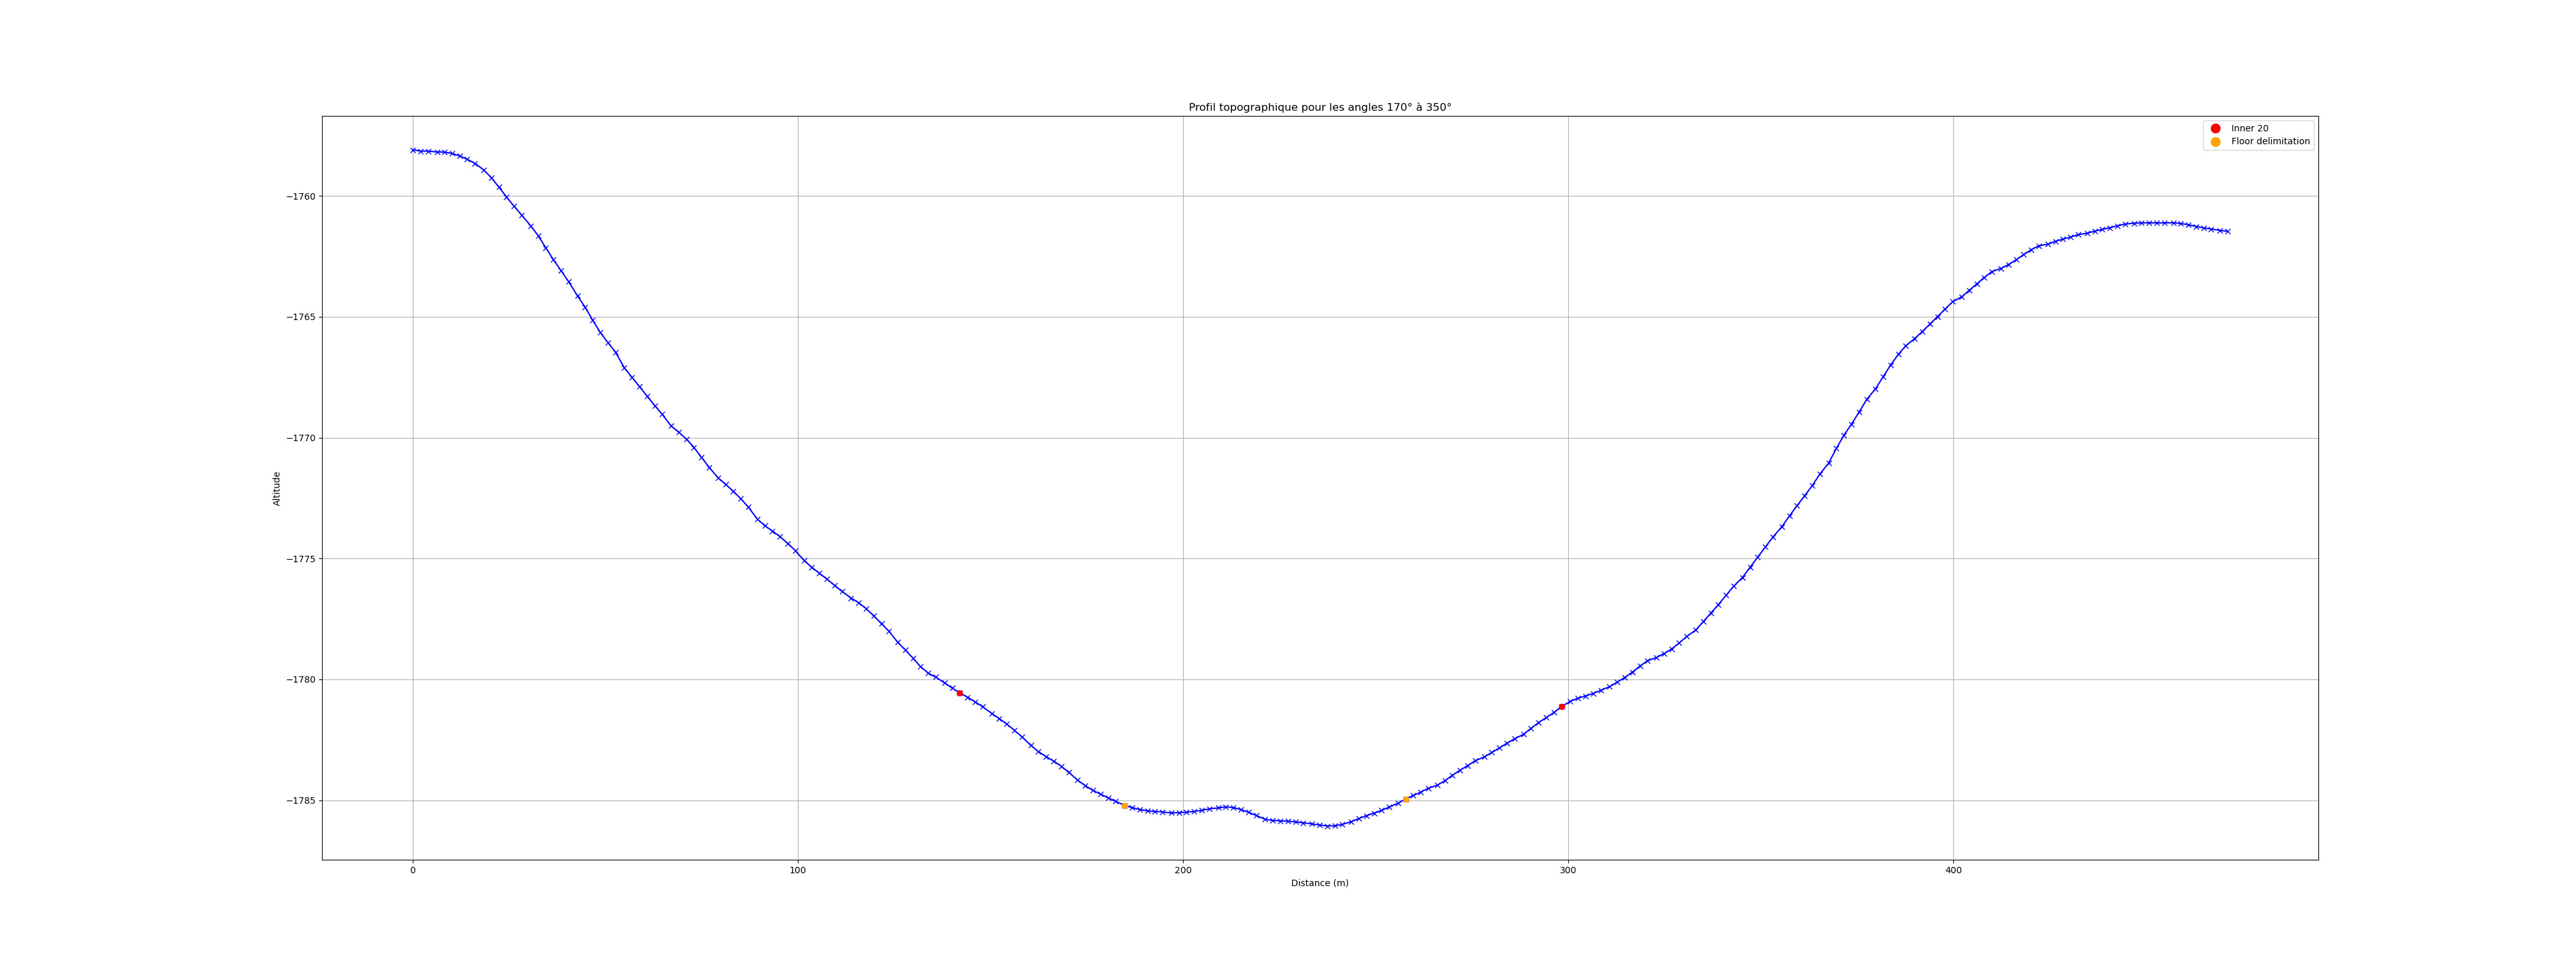 Profil topographique pour les angles 170° à 350°
Inner 20
Floor delimitation
Altitude
−1760
−1765
−1770
−1775
−1780
−1785
0
100
200
300
400
Distance (m)